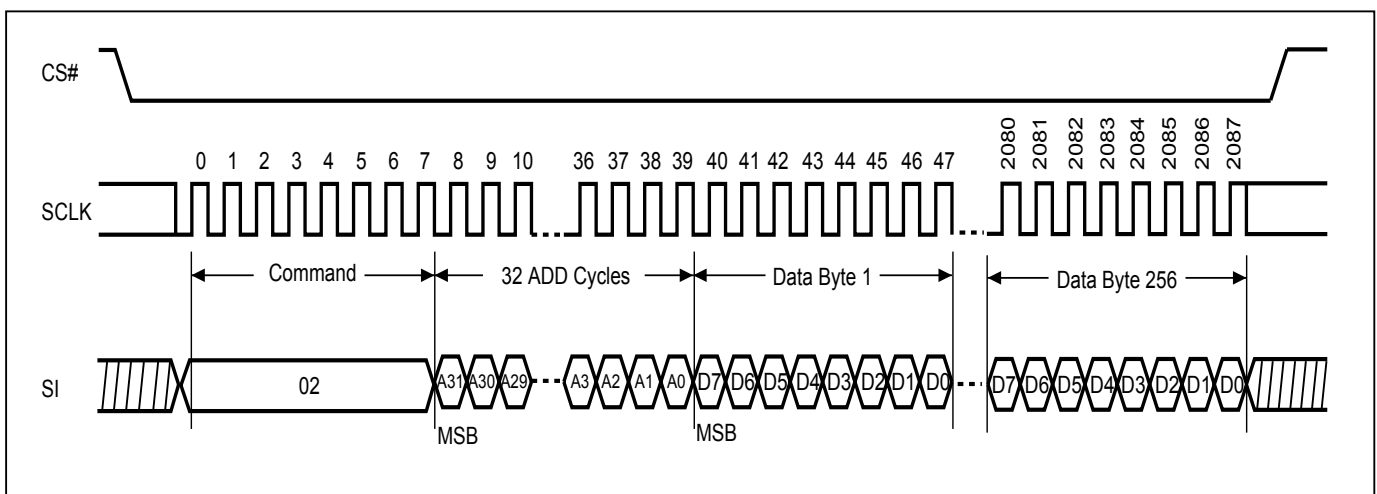 CS#
2080 2081 2082 2083 2084 2085 2086 2087
0 1 2 3 4 5 6 7 8 9 10 36 37 38 39 40 41 42 43 44 45 46 47
SCLK
Command 32 ADD Cycles Data Byte 1 Data Byte 256
SI 02 A31 A30 A29 A3 A2 A1 A0 D7 D6 D5 D4 D3 D2 D1 D0 D7 D6 D5 D4 D3 D2 D1 D0
MSB MSB